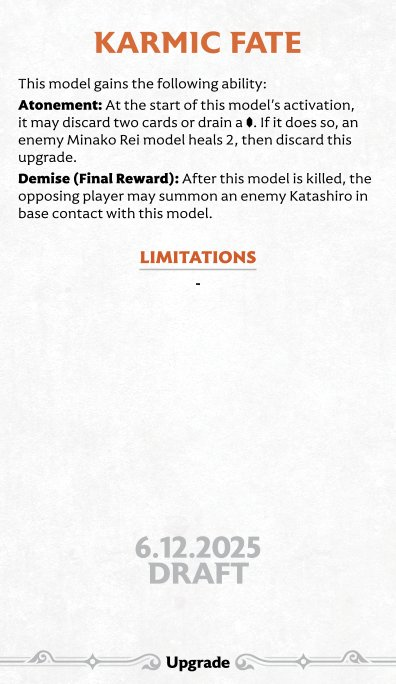 KARMIC FATE
This model gains the following ability:
Atonement: At the start of this model's activation,
it may discard two cards or drain a ⬮. If it does so, an
enemy Minako Rei model heals 2, then discard this
upgrade.
Demise (Final Reward): After this model is killed, the
opposing player may summon an enemy Katashiro in
base contact with this model.
LIMITATIONS
-
6.12.2025
DRAFT
Upgrade